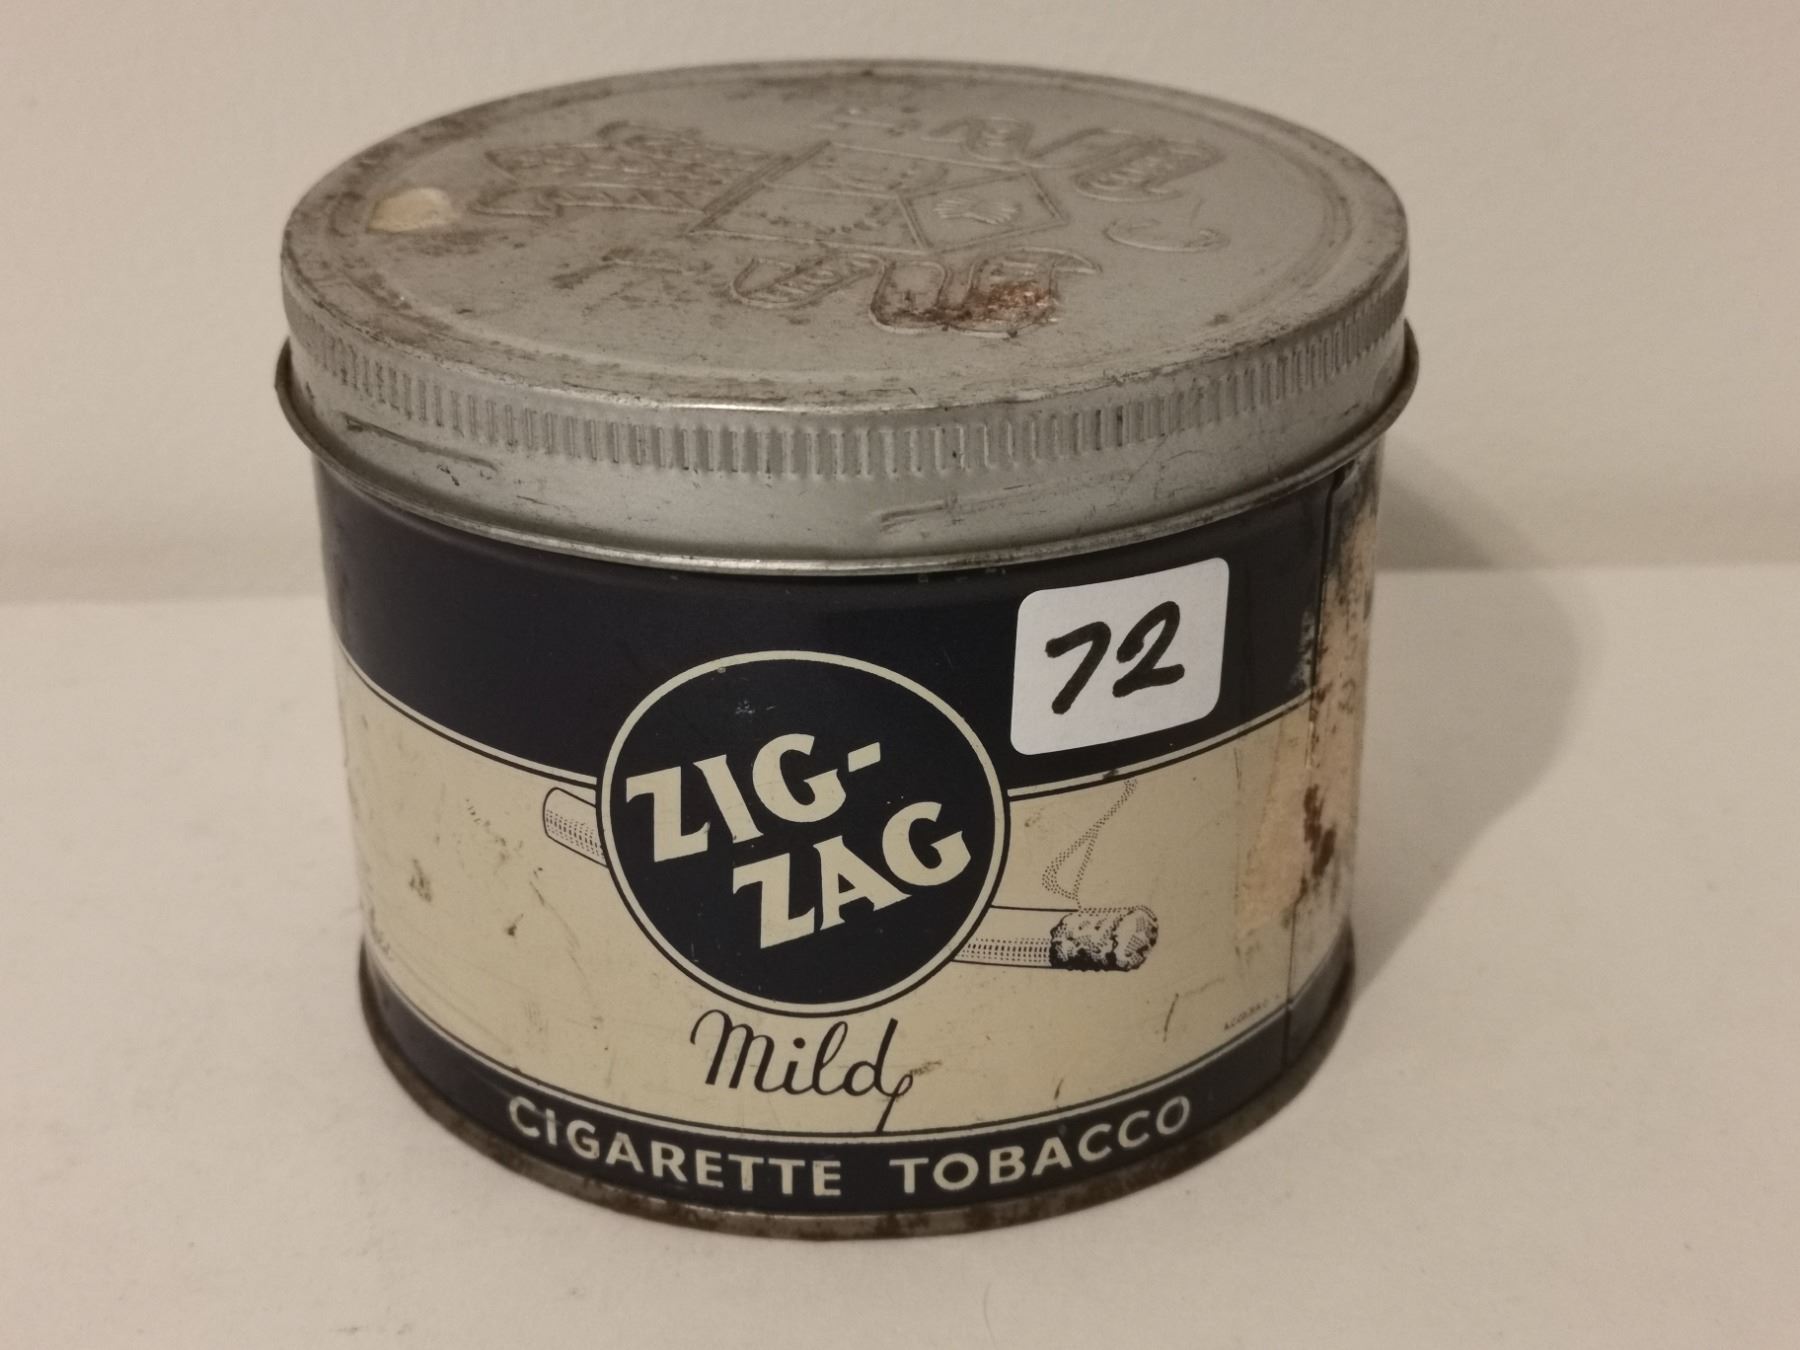 72
ZIG-
ZAG
Mild
CIGARETTE TOBACCO